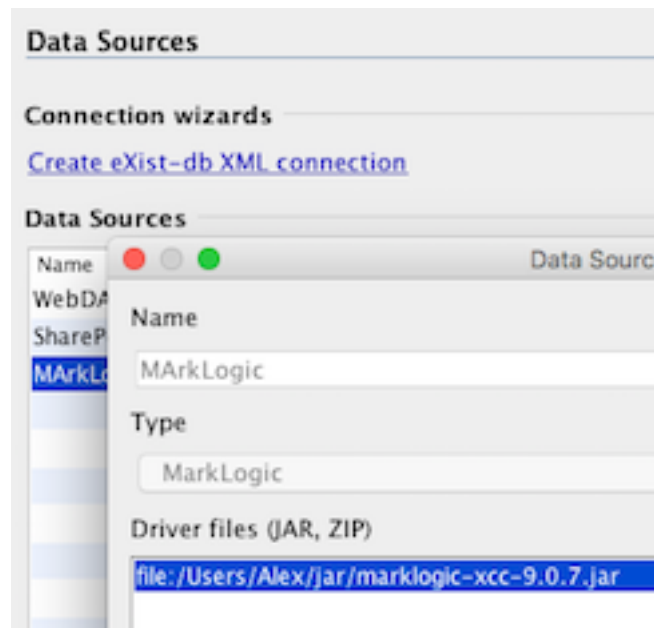 Data Sources
Connection wizards
Create eXist-db XML connection
Data Sources
Name
WebDA
ShareP
MArkLo
Data Sourc
Name
MArkLogic
Type
MarkLogic
Driver files (JAR, ZIP)
file:/Users/Alex/jar/marklogic-xcc-9.0.7.jar